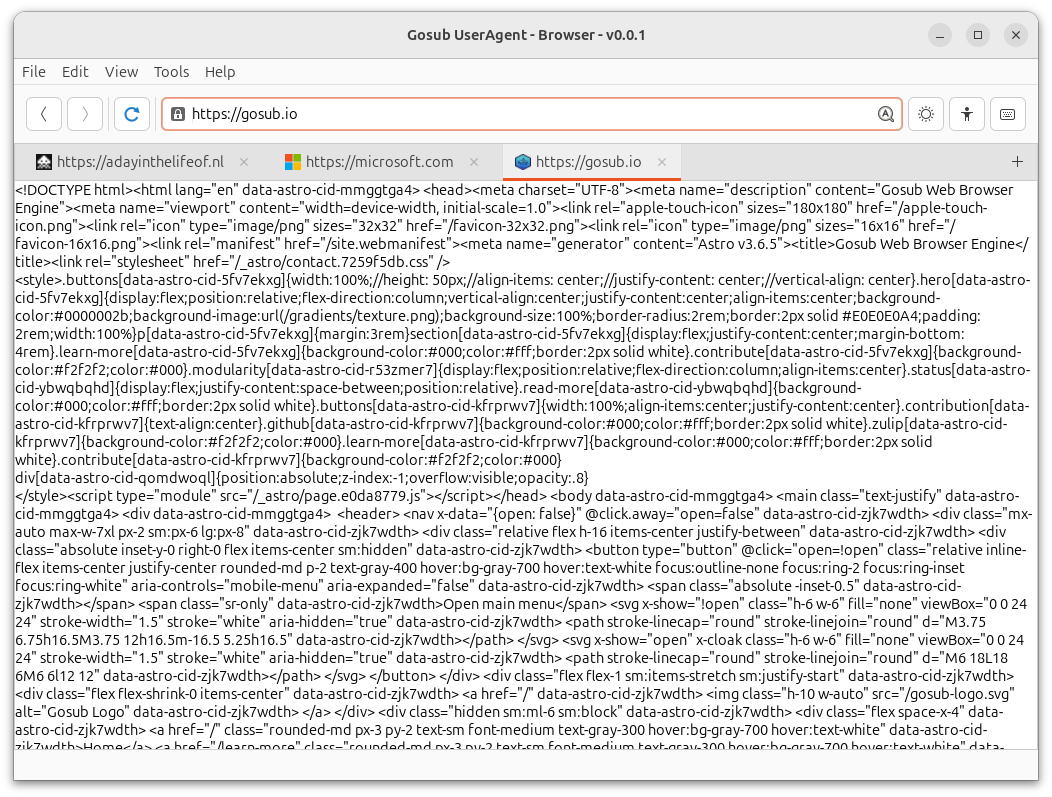 Gosub UserAgent - Browser - v0.0.1
File Edit View Tools Help
https://gosub.io
https://adayinthelifeof.nl https://microsoft.com https://gosub.io
<!DOCTYPE html><html lang="en" data-astro-cid-mmggtga4> <head><meta charset="UTF-8"><meta name="description" content="Gosub Web Browser
Engine"><meta name="viewport" content="width=device-width, initial-scale=1.0"><link rel="apple-touch-icon" sizes="180x180" href="/apple-touch-
icon.png"><link rel="icon" type="image/png" sizes="32x32" href="/favicon-32x32.png"><link rel="icon" type="image/png" sizes="16x16" href="/
favicon-16x16.png"><link rel="manifest" href="/site.webmanifest"><meta name="generator" content="Astro v3.6.5"><title>Gosub Web Browser Engine</
title><link rel="stylesheet" href="/_astro/contact.7259f5db.css" />
<style>.buttons[data-astro-cid-5fv7ekxg]{width:100%;//height: 50px;//align-items: center;//justify-content: center;//vertical-align: center}.hero[data-astro-
cid-5fv7ekxg]{display:flex;position:relative;flex-direction:column;vertical-align:center;justify-content:center;align-items:center;background-
color:#0000002b;background-image:url(/gradients/texture.png);background-size:100%;border-radius:2rem;border:2px solid #E0E0E0A4;padding:
2rem;width:100%}p[data-astro-cid-5fv7ekxg]{margin:3rem}section[data-astro-cid-5fv7ekxg]{display:flex;justify-content:center;margin-bottom:
4rem}.learn-more[data-astro-cid-5fv7ekxg]{background-color:#000;color:#fff;border:2px solid white}.contribute[data-astro-cid-5fv7ekxg]{background-
color:#f2f2f2;color:#000}.modularity[data-astro-cid-r53zmer7]{display:flex;position:relative;flex-direction:column;align-items:center}.status[data-astro-
cid-ybwqbqhd]{display:flex;justify-content:space-between;position:relative}.read-more[data-astro-cid-ybwqbqhd]{background-
color:#000;color:#fff;border:2px solid white}.buttons[data-astro-cid-kfrprwv7]{width:100%;align-items:center;justify-content:center}.contribution[data-
astro-cid-kfrprwv7]{text-align:center}.github[data-astro-cid-kfrprwv7]{background-color:#000;color:#fff;border:2px solid white}.zulip[data-astro-cid-
kfrprwv7]{background-color:#f2f2f2;color:#000}.learn-more[data-astro-cid-kfrprwv7]{background-color:#000;color:#fff;border:2px solid
white}.contribute[data-astro-cid-kfrprwv7]{background-color:#f2f2f2;color:#000}
div[data-astro-cid-qomdwoql]{position:absolute;z-index:-1;overflow:visible;opacity:.8}
</style><script type="module" src="/_astro/page.e0da8779.js"></script></head> <body data-astro-cid-mmggtga4> <main class="text-justify" data-
astro-cid-mmggtga4> <div data-astro-cid-mmggtga4>  <header> <nav x-data="{open: false}" @click.away="open=false" data-astro-cid-zjk7wdth> <div class="mx-
auto max-w-7xl px-2 sm:px-6 lg:px-8" data-astro-cid-zjk7wdth> <div class="relative flex h-16 items-center justify-between" data-astro-cid-zjk7wdth> <div
class="absolute inset-y-0 right-0 flex items-center sm:hidden" data-astro-cid-zjk7wdth> <button type="button" @click="open=!open" class="relative inline-
flex items-center justify-center rounded-md p-2 text-gray-400 hover:bg-gray-700 hover:text-white focus:outline-none focus:ring-2 focus:ring-inset
focus:ring-white" aria-controls="mobile-menu" aria-expanded="false" data-astro-cid-zjk7wdth> <span class="absolute -inset-0.5" data-astro-cid-
zjk7wdth></span> <span class="sr-only" data-astro-cid-zjk7wdth>Open main menu</span> <svg x-show="!open" class="h-6 w-6" fill="none" viewBox="0 0 24
24" stroke-width="1.5" stroke="white" aria-hidden="true" data-astro-cid-zjk7wdth> <path stroke-linecap="round" stroke-linejoin="round" d="M3.75
6.75h16.5M3.75 12h16.5m-16.5 5.25h16.5" data-astro-cid-zjk7wdth></path> </svg> <svg x-show="open" x-cloak class="h-6 w-6" fill="none" viewBox="0 0 24
24" stroke-width="1.5" stroke="white" aria-hidden="true" data-astro-cid-zjk7wdth> <path stroke-linecap="round" stroke-linejoin="round" d="M6 18L18
6M6 6l12 12" data-astro-cid-zjk7wdth></path> </svg> </button> </div> <div class="flex flex-1 sm:items-stretch sm:justify-start" data-astro-cid-zjk7wdth>
<div class="flex flex-shrink-0 items-center" data-astro-cid-zjk7wdth> <a href="/" data-astro-cid-zjk7wdth> <img class="h-10 w-auto" src="/gosub-logo.svg"
alt="Gosub Logo" data-astro-cid-zjk7wdth> </a> </div> <div class="hidden sm:ml-6 sm:block" data-astro-cid-zjk7wdth> <div class="flex space-x-4" data-
astro-cid-zjk7wdth> <a href="/" class="rounded-md px-3 py-2 text-sm font-medium text-gray-300 hover:bg-gray-700 hover:text-white" data-astro-cid-
zjk7wdth>Home</a> <a href="/learn-more" class="rounded-md px-3 py-2 text-sm font-medium text-gray-300 hover:bg-gray-700 hover:text-white" data-